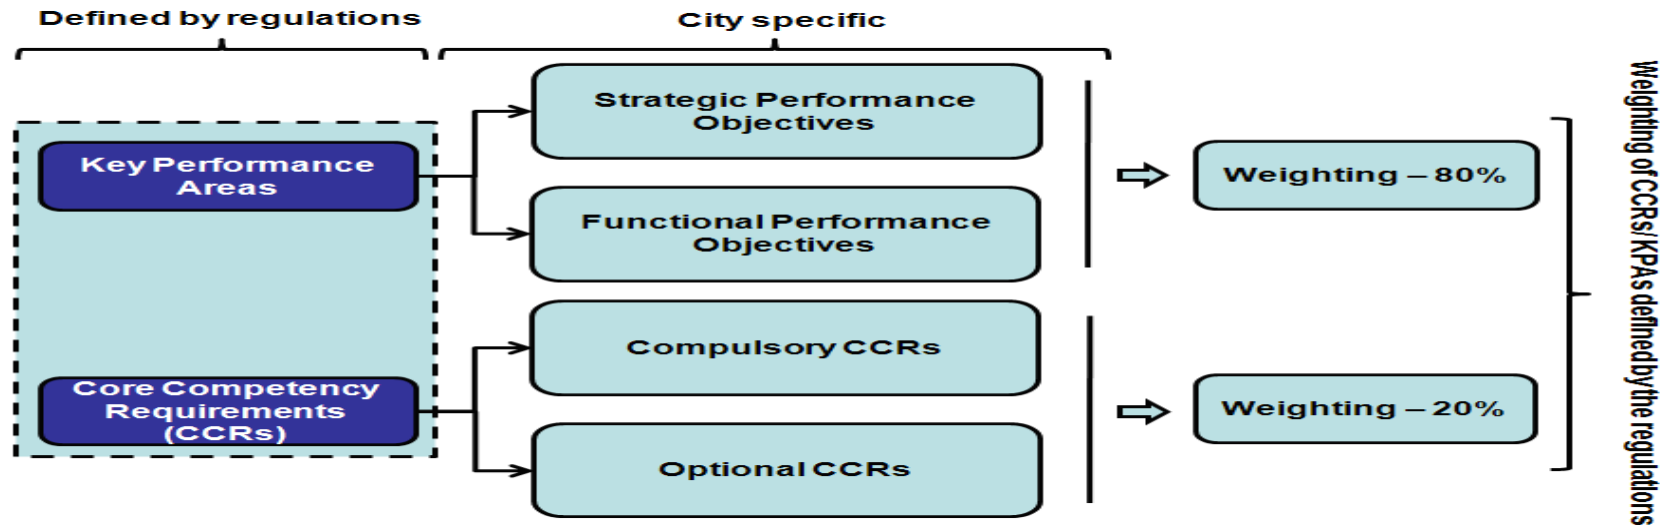 Defined by regulations
City specific
Key Performance
Areas
Strategic Performance
Objectives
Functional Performance
Objectives
Weighting – 80%
Core Competency
Requirements
(CCRs)
Compulsory CCRs
Optional CCRs
Weighting – 20%
Weighting of CCRs/KPAs defined by the regulations